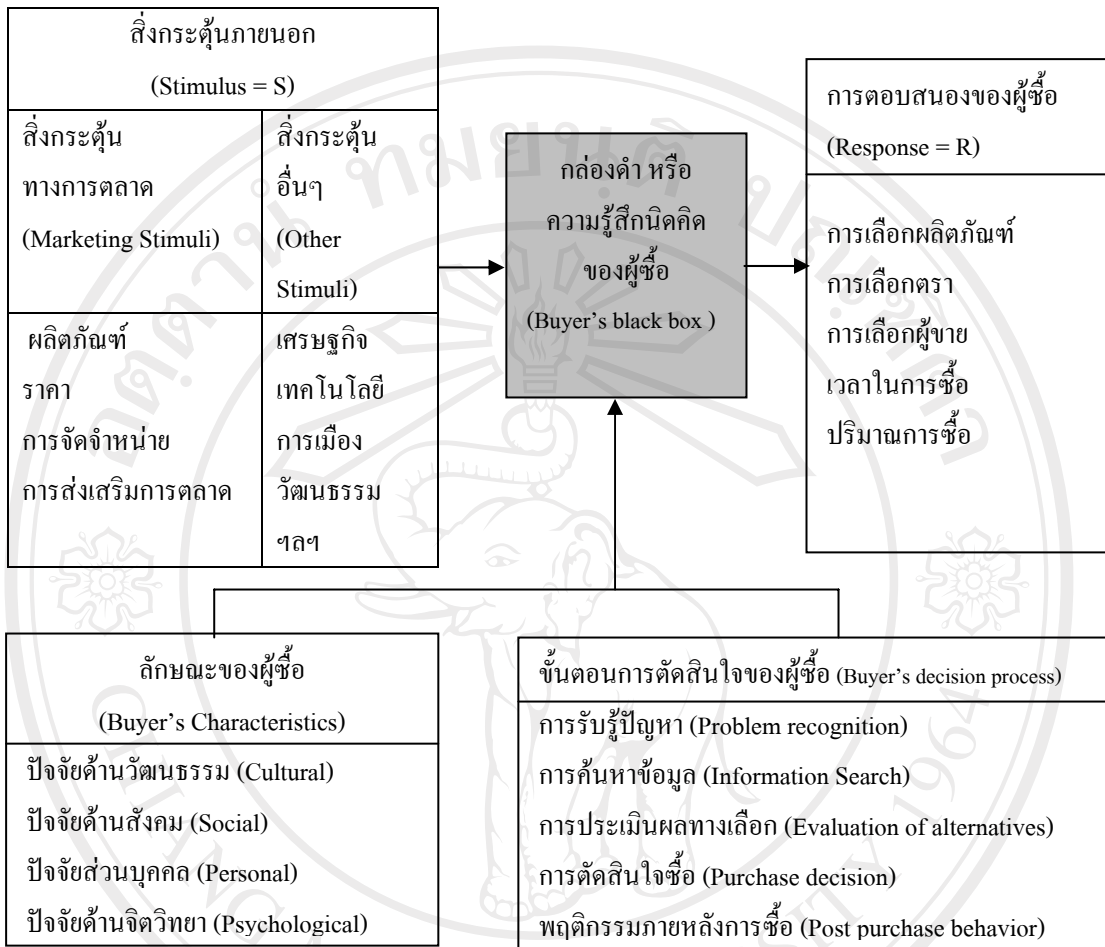 สิ่งกระตุ้นภายนอก
(Stimulus = S)
สิ่งกระตุ้น
ทางการตลาด
(Marketing Stimuli)
สิ่งกระตุ้น
อื่นๆ
(Other
Stimuli)
ผลิตภัณฑ์
ราคา
การจัดจำหน่าย
การส่งเสริมการตลาด
เศรษฐกิจ
เทคโนโลยี
การเมือง
วัฒนธรรม
ฯลฯ
กล่องดำ หรือ
ความรู้สึกนิดคิด
ของผู้ซื้อ
(Buyer's black box )
การตอบสนองของผู้ซื้อ
(Response = R)
การเลือกผลิตภัณฑ์
การเลือกตรา
การเลือกผู้ขาย
เวลาในการซื้อ
ปริมาณการซื้อ
ลักษณะของผู้ซื้อ
(Buyer's Characteristics)
ปัจจัยด้านวัฒนธรรม (Cultural)
ปัจจัยด้านสังคม (Social)
ปัจจัยส่วนบุคคล (Personal)
ปัจจัยด้านจิตวิทยา (Psychological)
ขั้นตอนการตัดสินใจของผู้ซื้อ (Buyer's decision process)
การรับรู้ปัญหา (Problem recognition)
การค้นหาข้อมูล (Information Search)
การประเมินผลทางเลือก (Evaluation of alternatives)
การตัดสินใจซื้อ (Purchase decision)
พฤติกรรมภายหลังการซื้อ (Post purchase behavior)